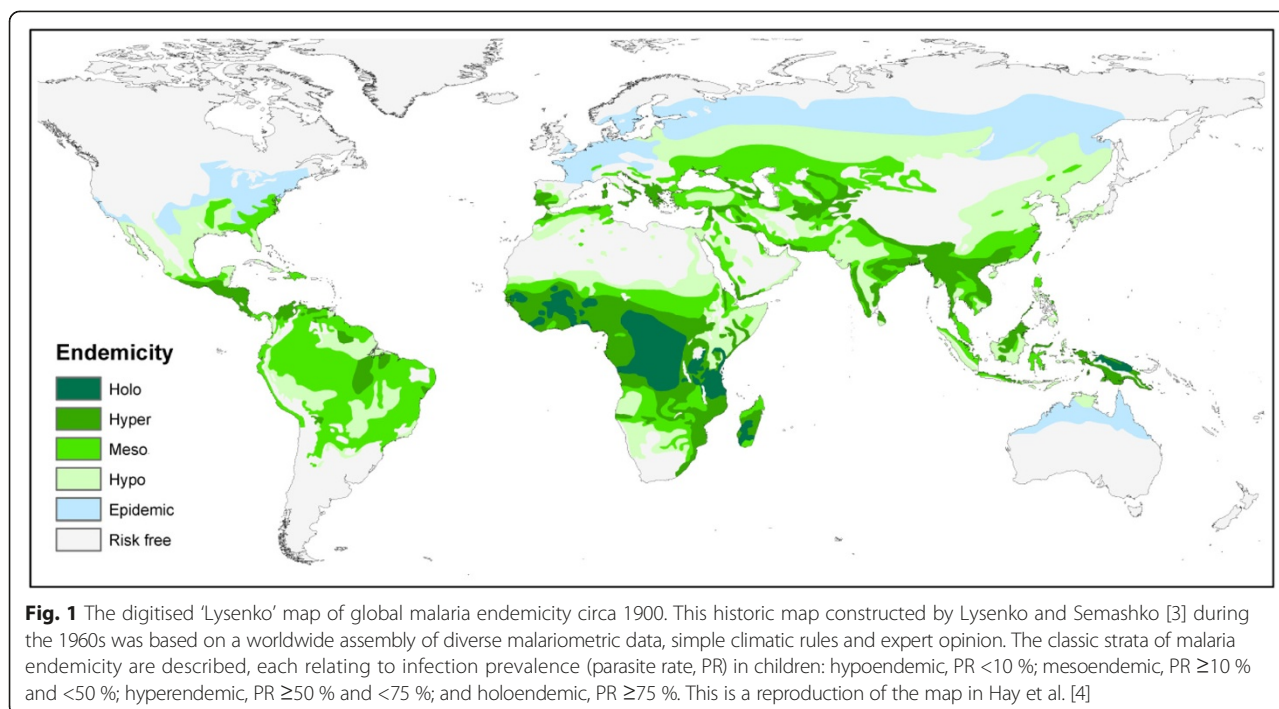 Endemicity
Holo
Hyper
Meso
Hypo
Epidemic
Risk free
Fig. 1 The digitised ‘Lysenko’ map of global malaria endemicity circa 1900. This historic map constructed by Lysenko and Semashko [3] during
the 1960s was based on a worldwide assembly of diverse malariometric data, simple climatic rules and expert opinion. The classic strata of malaria
endemicity are described, each relating to infection prevalence (parasite rate, PR) in children: hypoendemic, PR <10 %; mesoendemic, PR ≥10 %
and <50 %; hyperendemic, PR ≥50 % and <75 %; and holoendemic, PR ≥75 %. This is a reproduction of the map in Hay et al. [4]